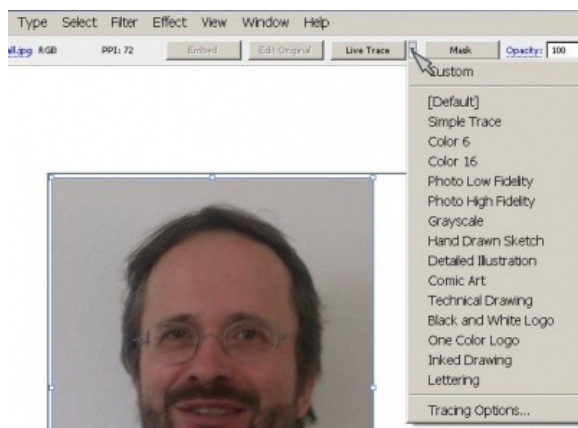 Type Select Filter Effect View Window Help
all.jpg RGB PPI: 72 Embed Edit Original Live Trace Mask Opacity: 100
Custom
[Default]
Simple Trace
Color 6
Color 16
Photo Low Fidelity
Photo High Fidelity
Grayscale
Hand Drawn Sketch
Detailed Illustration
Comic Art
Technical Drawing
Black and White Logo
One Color Logo
Inked Drawing
Lettering
Tracing Options...